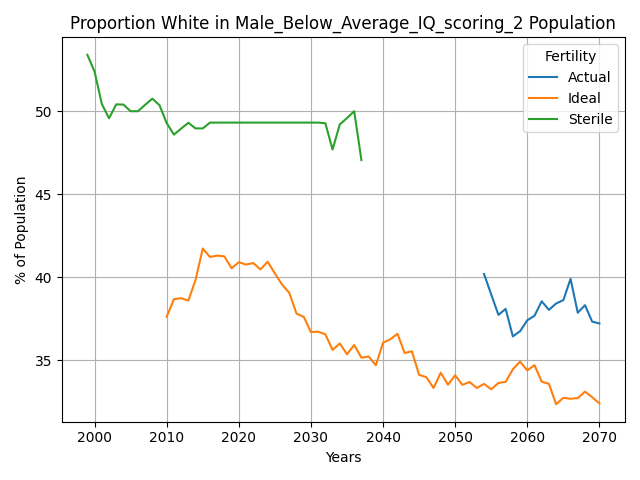 Proportion White in Male_Below_Average_IQ_scoring_2 Population
Fertility
Actual
Ideal
Sterile
% of Population
50
45
40
35
2000 2010 2020 2030 2040 2050 2060 2070
Years